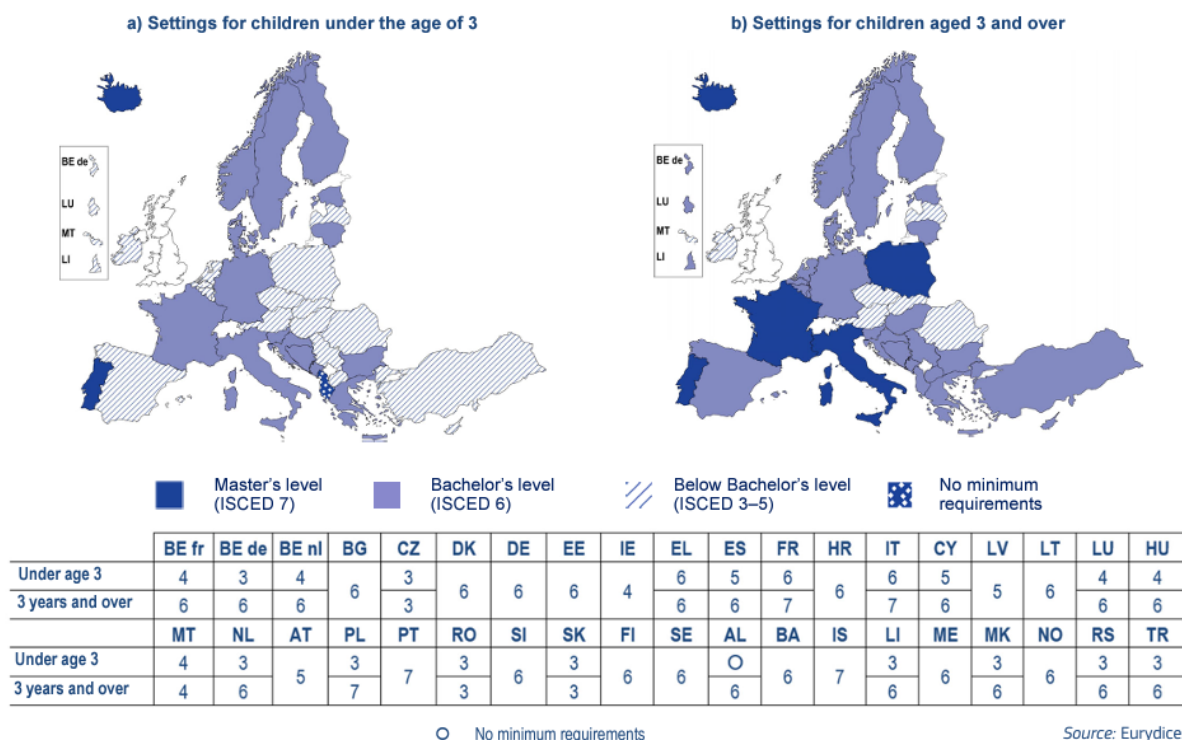 a) Settings for children under the age of 3
b) Settings for children aged 3 and over
BE de
LU
MT
LI
BE de
LU
MT
LI
Master's level (ISCED 7)
Bachelor's level (ISCED 6)
Below Bachelor's level (ISCED 3–5)
No minimum requirements
BE fr BE de BE nl BG CZ DK DE EE IE EL ES FR HR IT CY LV LT LU HU
Under age 3 4 3 4 6 3 6 6 6 4 6 5 6 6 6 5 5 6 4 4
3 years and over 6 6 6 3 6 6 7 7 6 6 6
MT NL AT PL PT RO SI SK FI SE AL BA IS LI ME MK NO RS TR
Under age 3 4 3 5 3 7 3 6 3 6 6 O 6 7 3 6 3 6 3 3
3 years and over 4 6 7 3 3 6 6 6 6 6
O No minimum requirements
Source: Eurydice